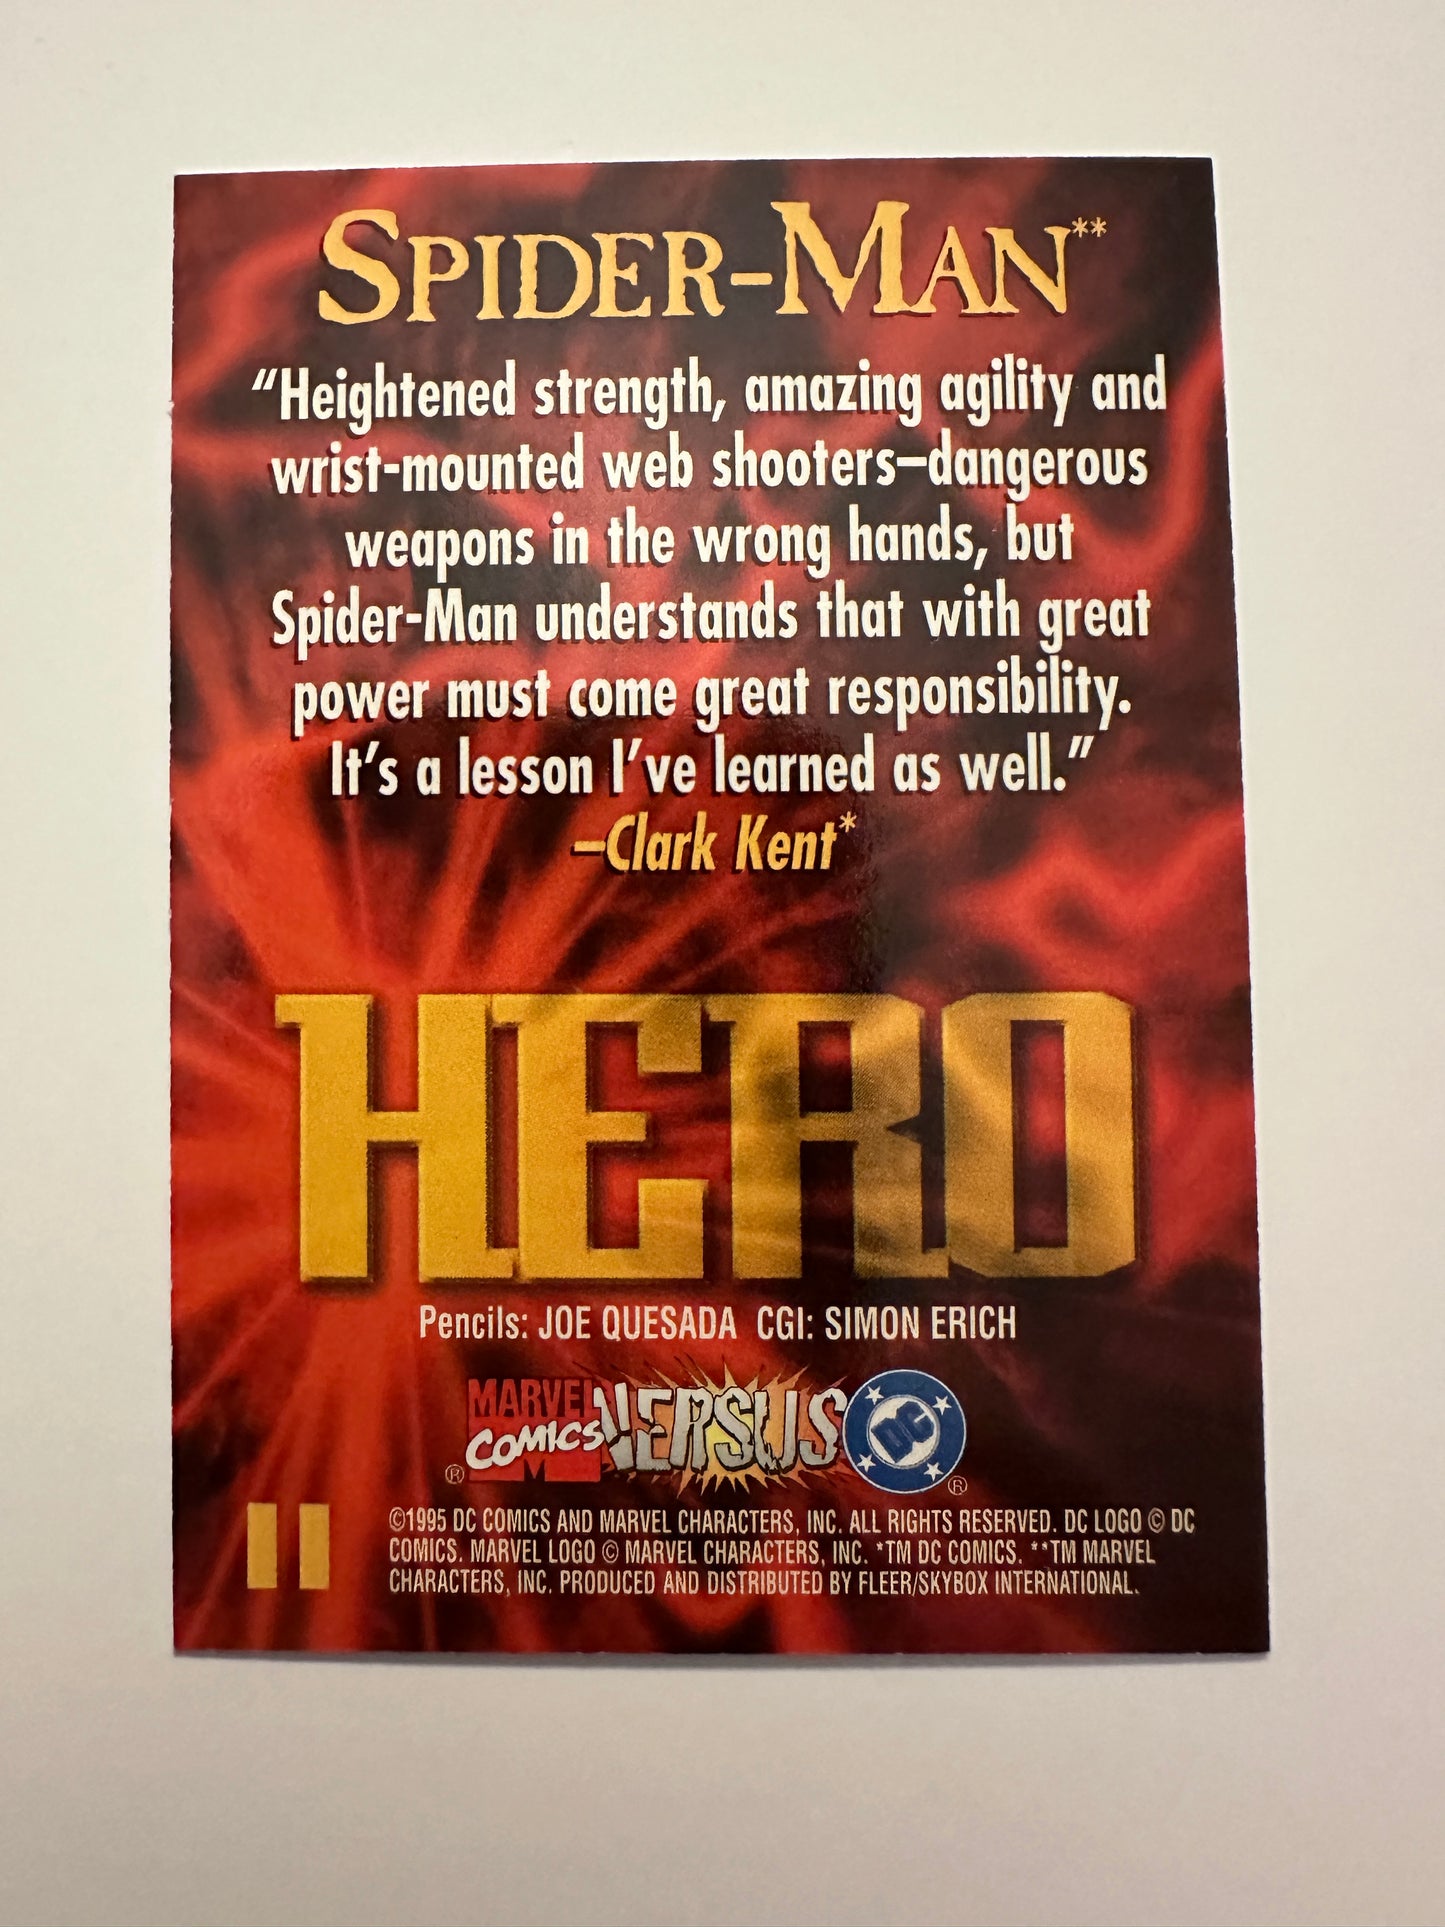 SPIDER-MAN**
“Heightened strength, amazing agility and
wrist-mounted web shooters–dangerous
weapons in the wrong hands, but
Spider-Man understands that with great
power must come great responsibility.
It’s a lesson I’ve learned as well.”
–Clark Kent*
HERO
Pencils: JOE QUESADA CGI: SIMON ERICH
MARVEL COMICS VERSUS DC
® ®
11
©1995 DC COMICS AND MARVEL CHARACTERS, INC. ALL RIGHTS RESERVED. DC LOGO © DC
COMICS. MARVEL LOGO © MARVEL CHARACTERS, INC. *TM DC COMICS. **TM MARVEL
CHARACTERS, INC. PRODUCED AND DISTRIBUTED BY FLEER/SKYBOX INTERNATIONAL.